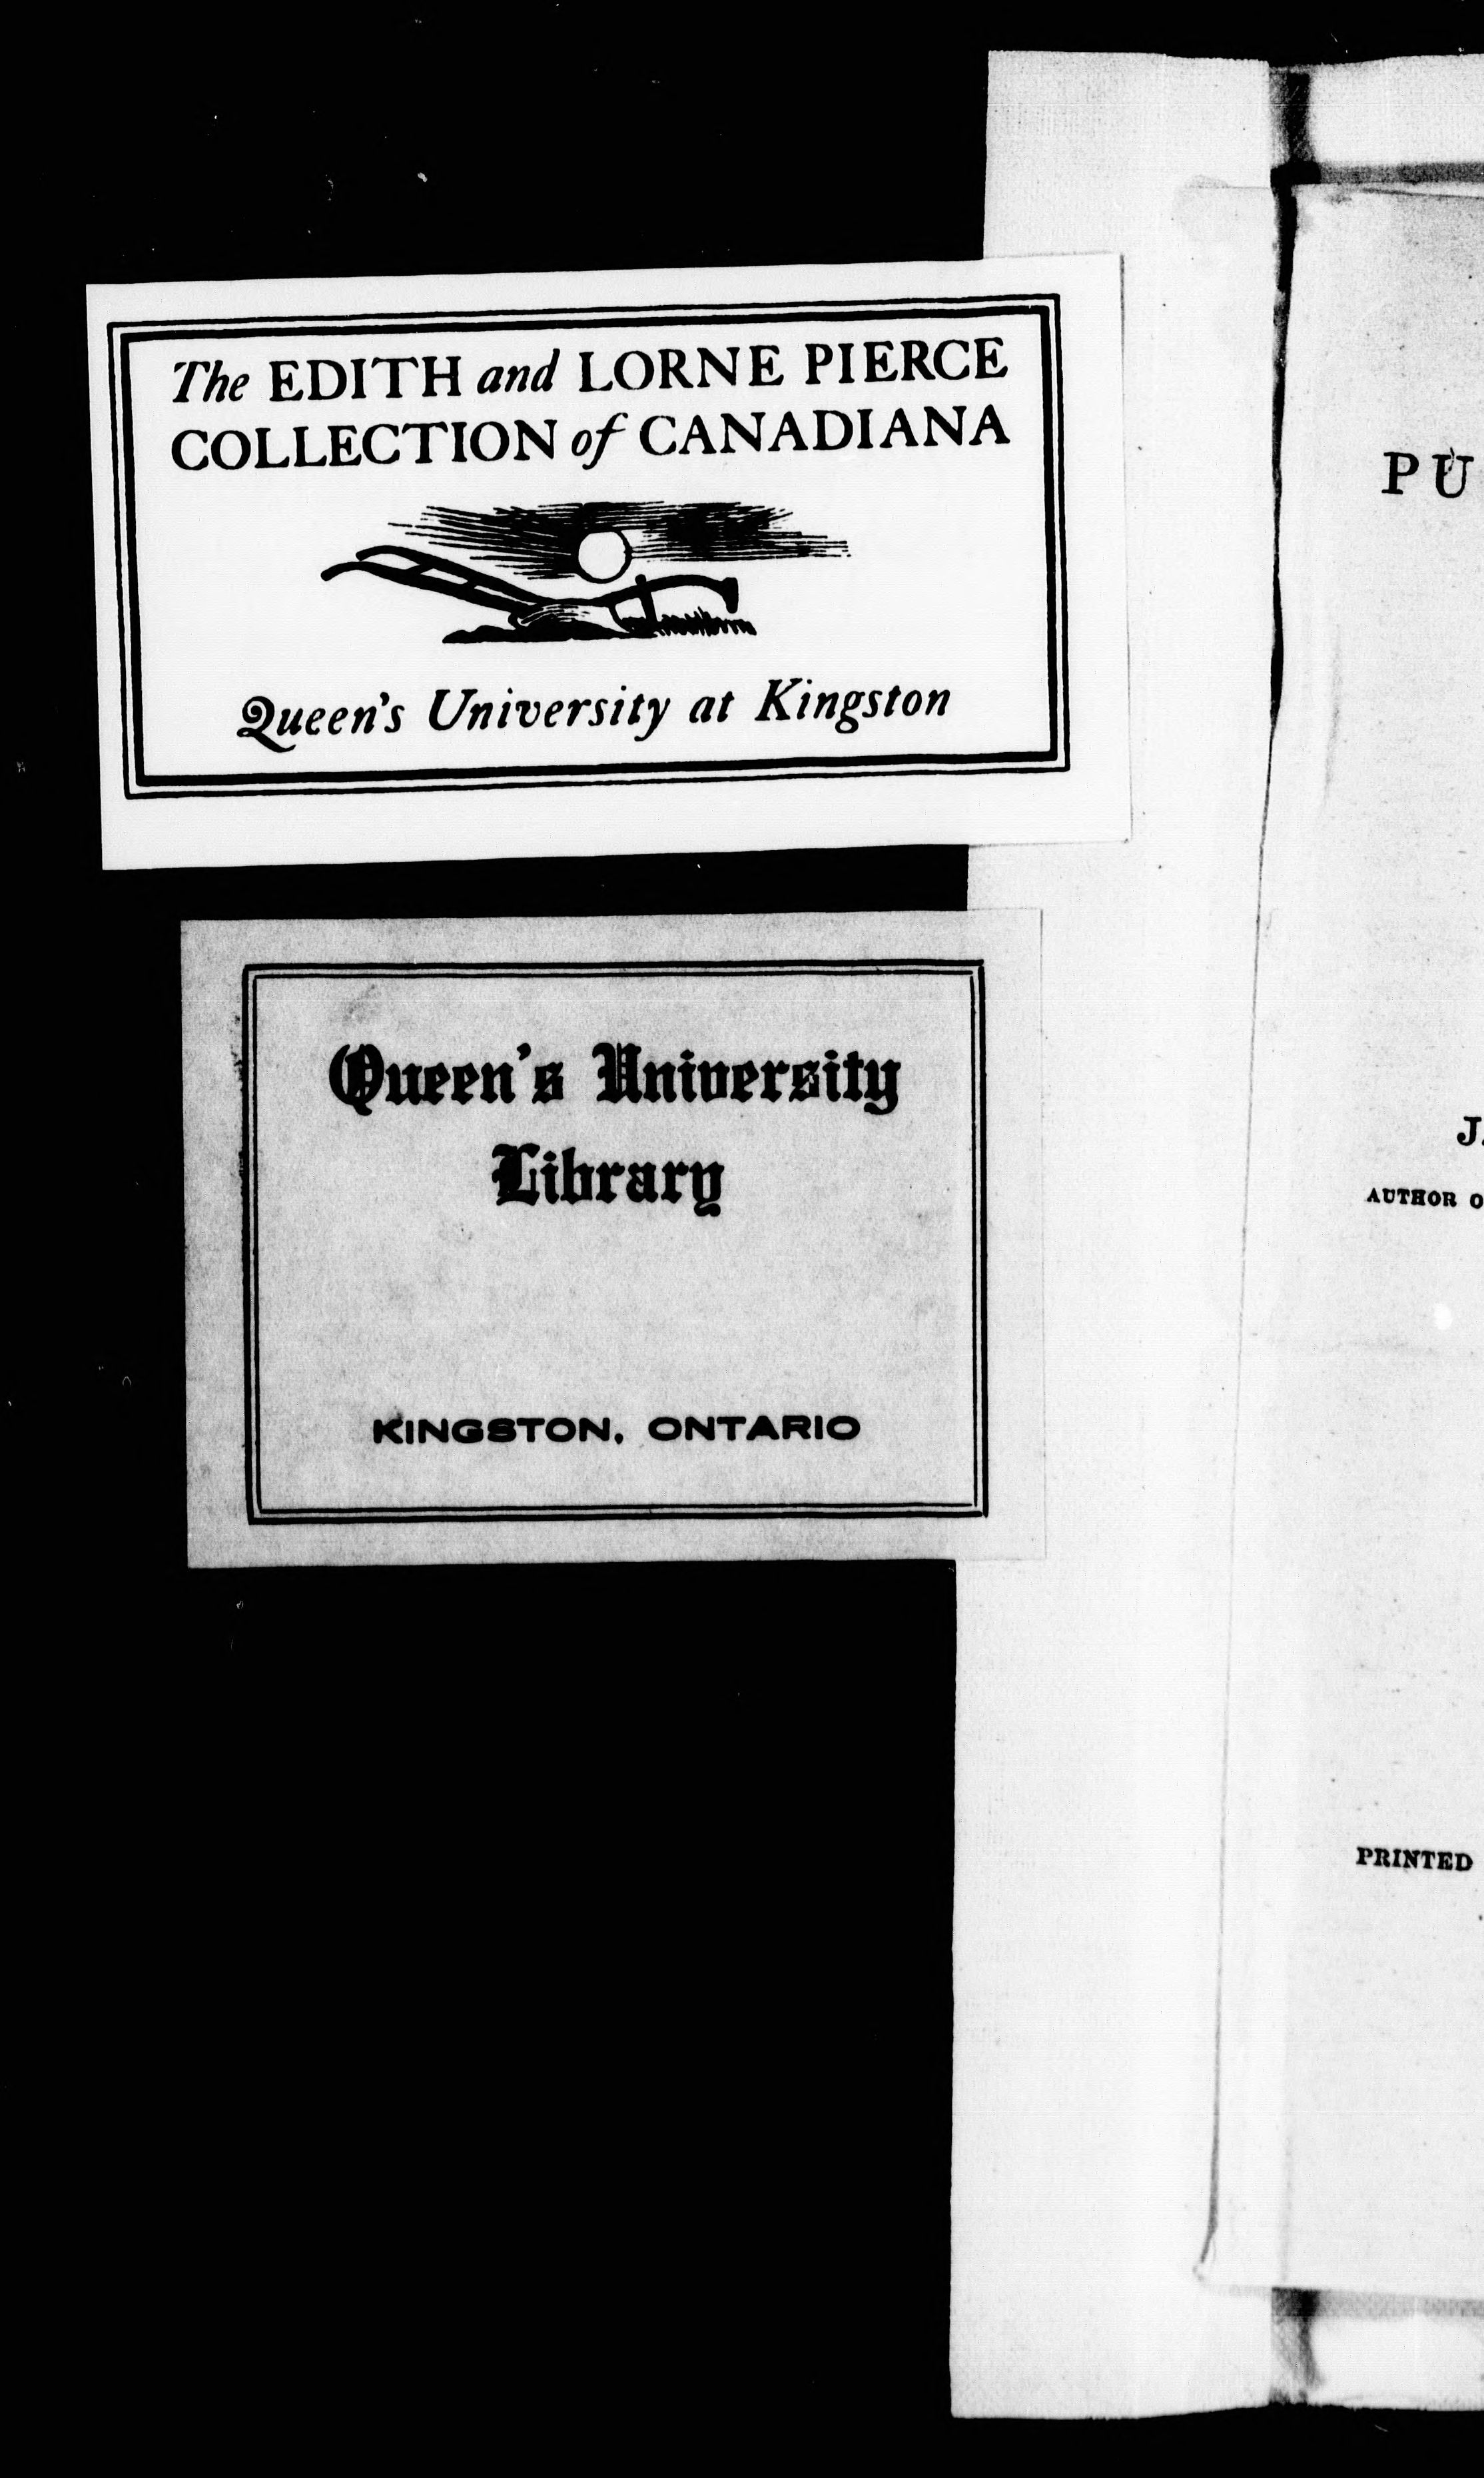 The EDITH and LORNE PIERCE
COLLECTION of CANADIANA
Queen's University at Kingston
Queen's University
Library
KINGSTON, ONTARIO
PU
J
AUTHOR O
PRINTED